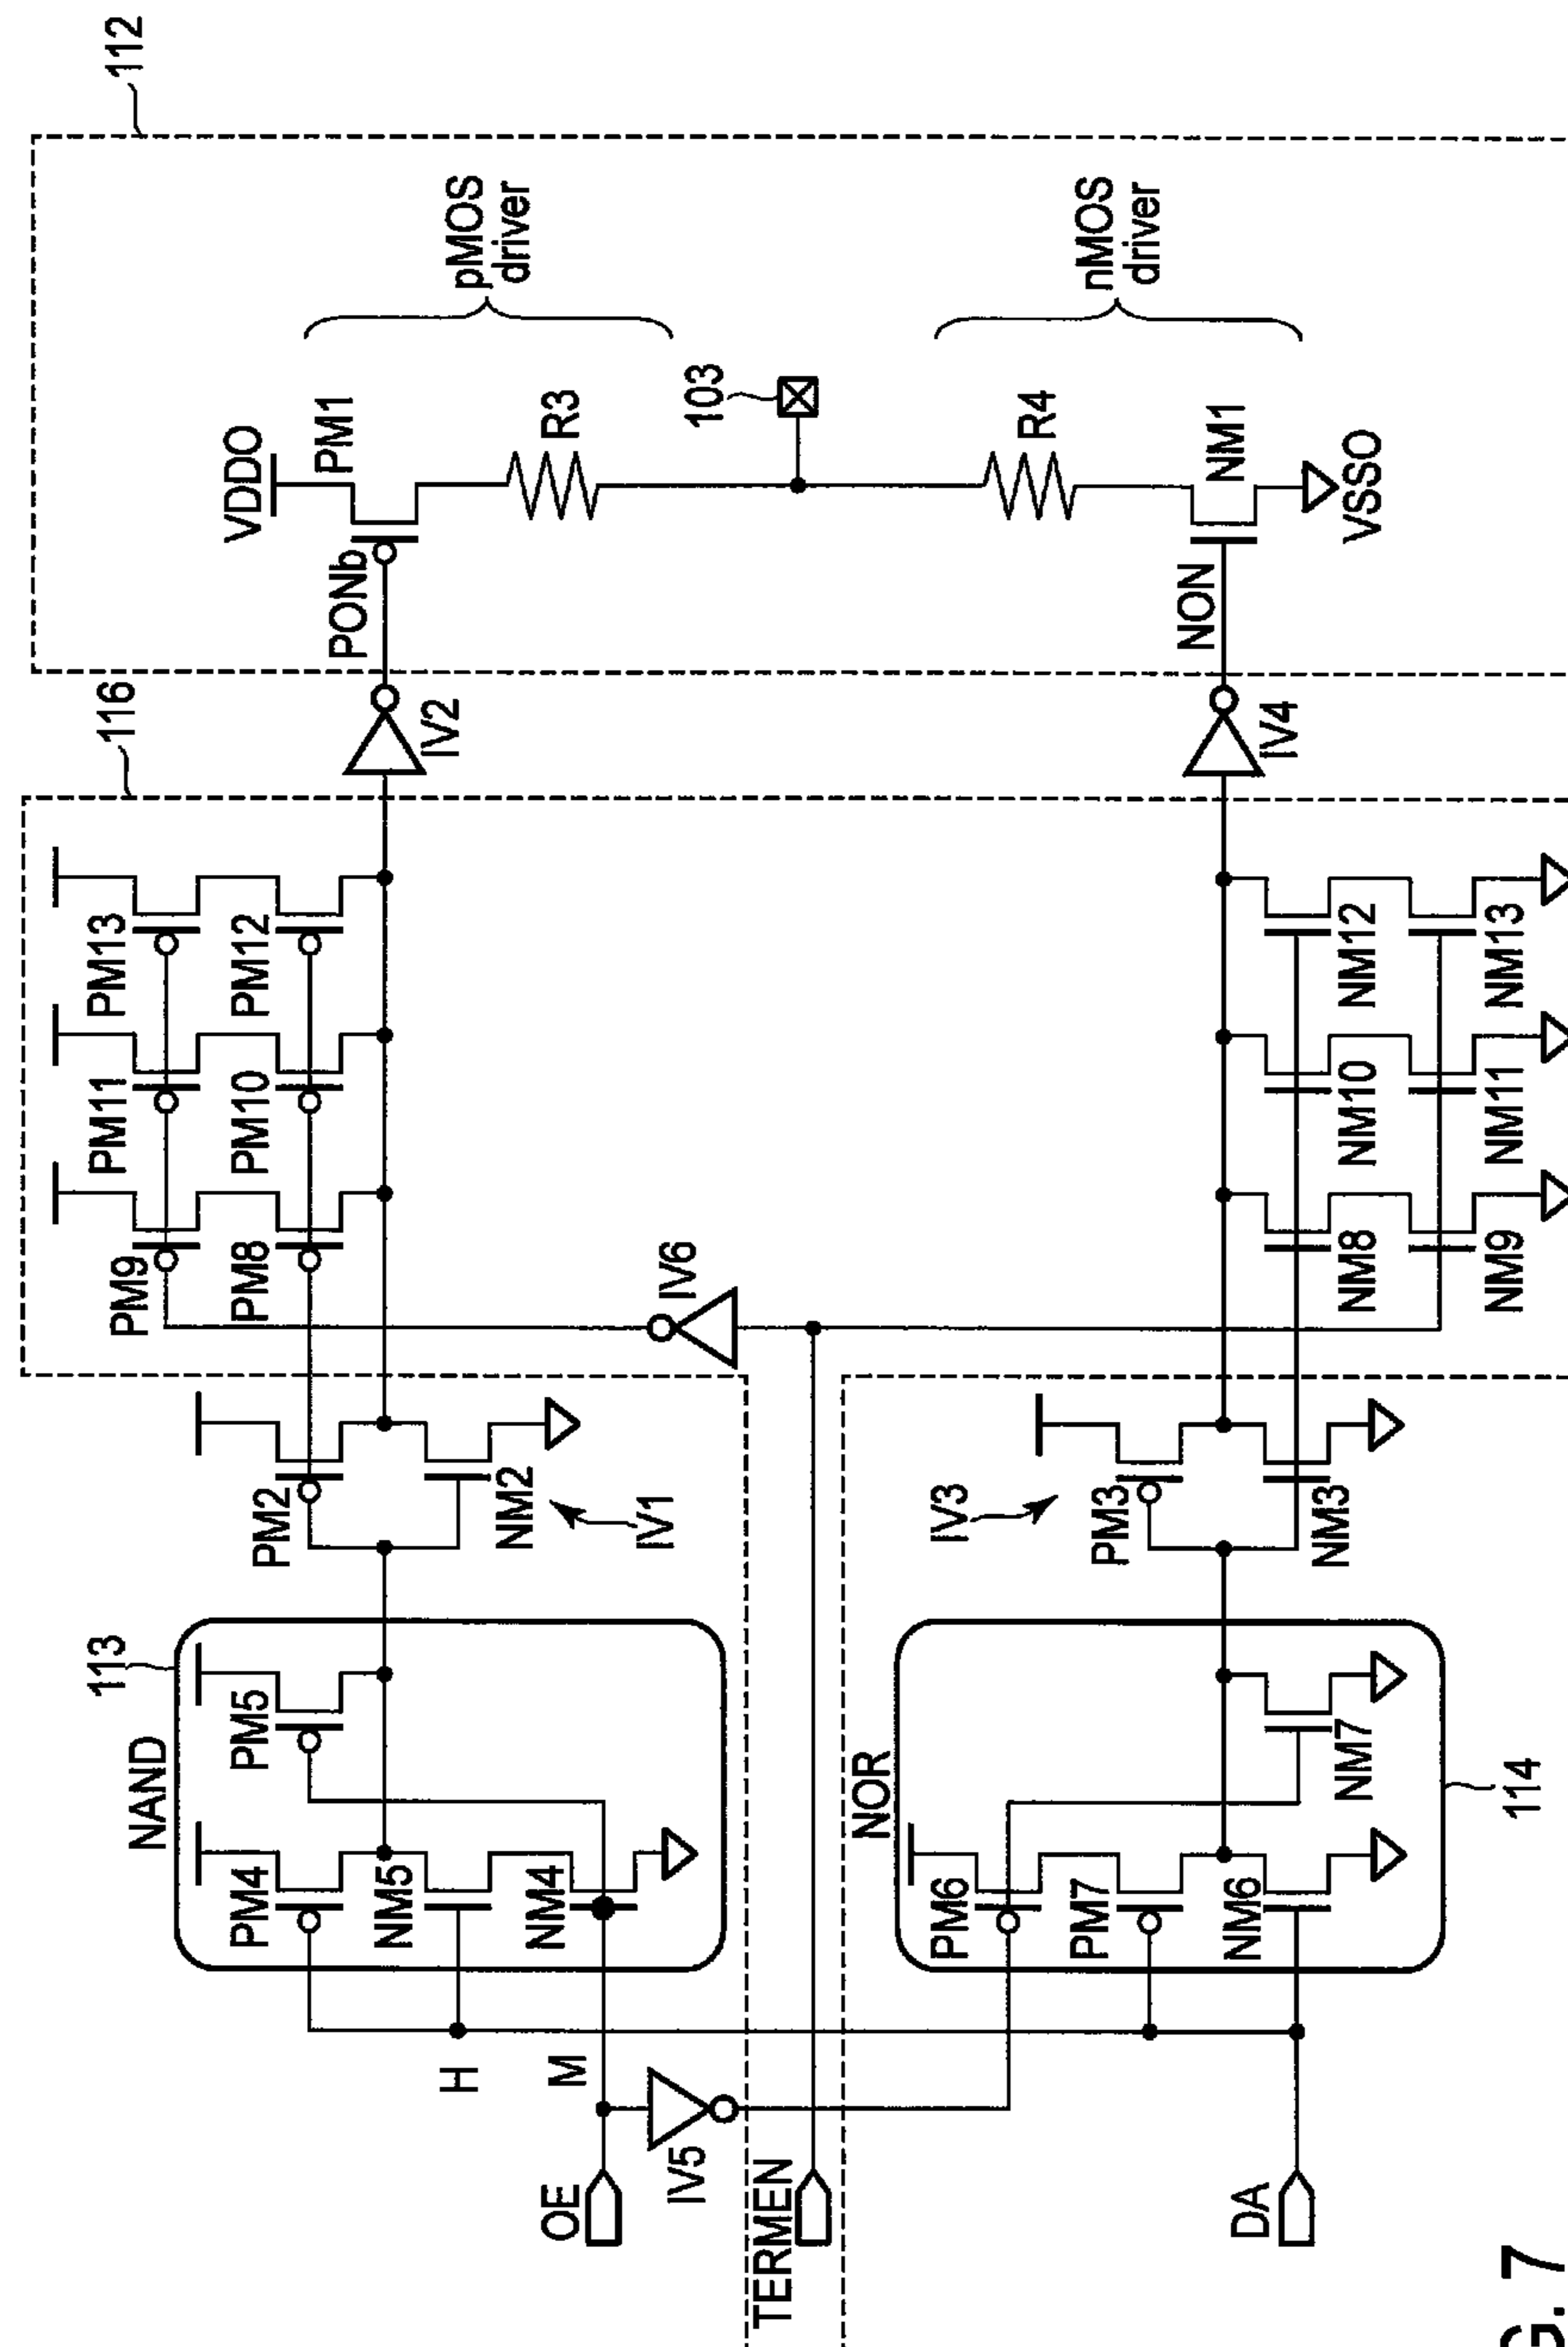 112
116
VDDO
PM1
PONb
R3
pMOS
driver
103
R4
nMOS
driver
NM1
NON
VSSO
IV2
IV4
PM13
PM12
PM11
PM10
PM9
PM8
IV6
NM12
NM13
NM10
NM11
NM8
NM9
PM2
NM2
IV1
IV3
PM3
NM3
113
NAND
PM5
PM4
NM5
NM4
NOR
PM6
PM7
NM6
NM7
114
H
M
OE
IV5
TERMEN
DA
G. 7